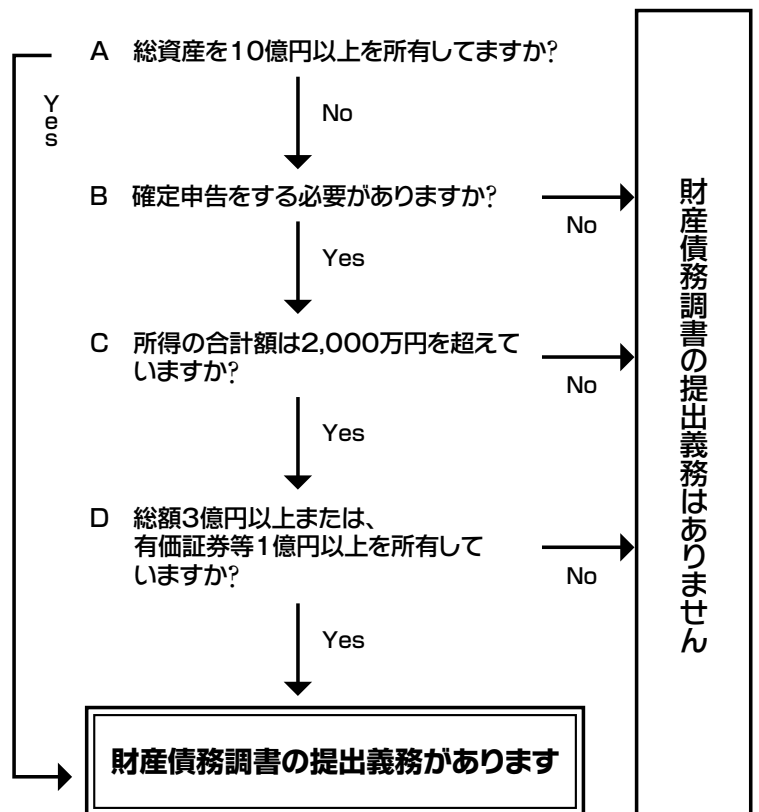 A 総資産を10億円以上を所有してますか?
Yes
No
B 確定申告をする必要がありますか?
No
Yes
C 所得の合計額は2,000万円を超えて
いますか?
No
Yes
D 総額3億円以上または、
有価証券等1億円以上を所有して
いますか?
No
Yes
財産債務調書の提出義務があります
財産債務調書の提出義務はありません